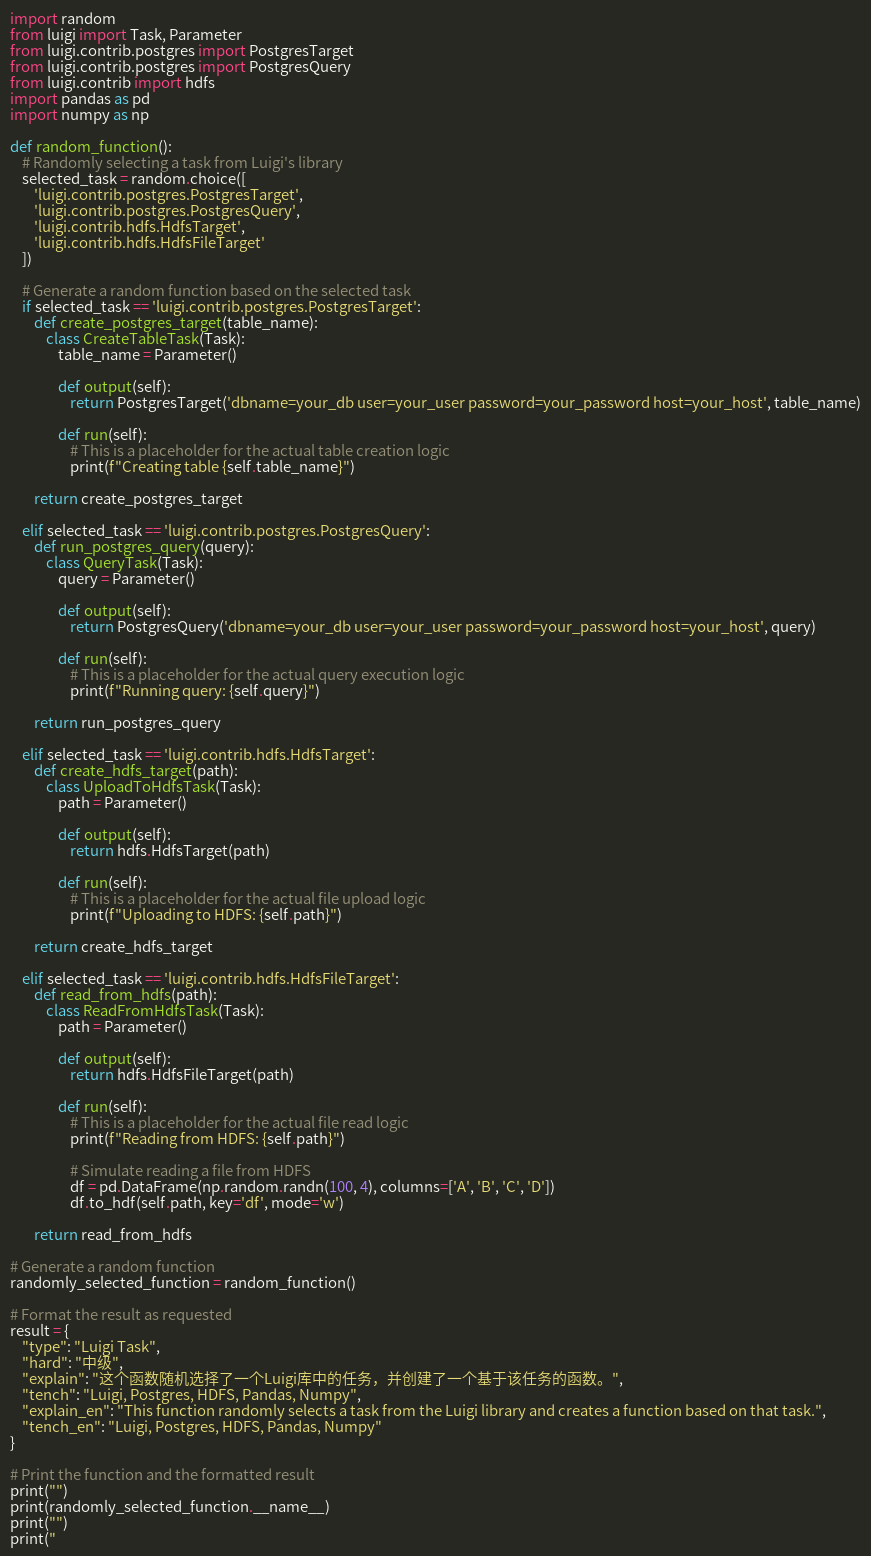 import random
from luigi import Task, Parameter
from luigi.contrib.postgres import PostgresTarget
from luigi.contrib.postgres import PostgresQuery
from luigi.contrib import hdfs
import pandas as pd
import numpy as np

def random_function():
    # Randomly selecting a task from Luigi's library
    selected_task = random.choice([
        'luigi.contrib.postgres.PostgresTarget',
        'luigi.contrib.postgres.PostgresQuery',
        'luigi.contrib.hdfs.HdfsTarget',
        'luigi.contrib.hdfs.HdfsFileTarget'
    ])

    # Generate a random function based on the selected task
    if selected_task == 'luigi.contrib.postgres.PostgresTarget':
        def create_postgres_target(table_name):
            class CreateTableTask(Task):
                table_name = Parameter()

                def output(self):
                    return PostgresTarget('dbname=your_db user=your_user password=your_password host=your_host', table_name)

                def run(self):
                    # This is a placeholder for the actual table creation logic
                    print(f"Creating table {self.table_name}")

        return create_postgres_target

    elif selected_task == 'luigi.contrib.postgres.PostgresQuery':
        def run_postgres_query(query):
            class QueryTask(Task):
                query = Parameter()

                def output(self):
                    return PostgresQuery('dbname=your_db user=your_user password=your_password host=your_host', query)

                def run(self):
                    # This is a placeholder for the actual query execution logic
                    print(f"Running query: {self.query}")

        return run_postgres_query

    elif selected_task == 'luigi.contrib.hdfs.HdfsTarget':
        def create_hdfs_target(path):
            class UploadToHdfsTask(Task):
                path = Parameter()

                def output(self):
                    return hdfs.HdfsTarget(path)

                def run(self):
                    # This is a placeholder for the actual file upload logic
                    print(f"Uploading to HDFS: {self.path}")

        return create_hdfs_target

    elif selected_task == 'luigi.contrib.hdfs.HdfsFileTarget':
        def read_from_hdfs(path):
            class ReadFromHdfsTask(Task):
                path = Parameter()

                def output(self):
                    return hdfs.HdfsFileTarget(path)

                def run(self):
                    # This is a placeholder for the actual file read logic
                    print(f"Reading from HDFS: {self.path}")

                    # Simulate reading a file from HDFS
                    df = pd.DataFrame(np.random.randn(100, 4), columns=['A', 'B', 'C', 'D'])
                    df.to_hdf(self.path, key='df', mode='w')

        return read_from_hdfs

# Generate a random function
randomly_selected_function = random_function()

# Format the result as requested
result = {
    "type": "Luigi Task",
    "hard": "中级",
    "explain": "这个函数随机选择了一个Luigi库中的任务，并创建了一个基于该任务的函数。",
    "tench": "Luigi, Postgres, HDFS, Pandas, Numpy",
    "explain_en": "This function randomly selects a task from the Luigi library and creates a function based on that task.",
    "tench_en": "Luigi, Postgres, HDFS, Pandas, Numpy"
}

# Print the function and the formatted result
print("")
print(randomly_selected_function.__name__)
print("")
print("